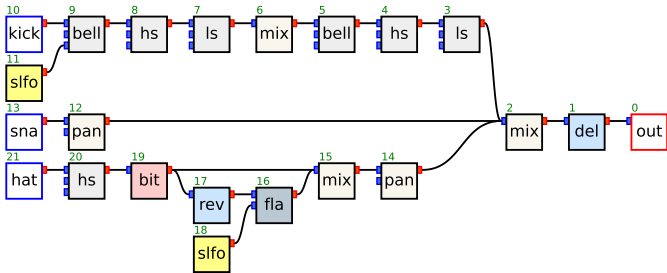 10 9 8 7 6 5 4 3
kick bell hs ls mix bell hs ls
11
slfo
13 12 2 1 0
sna pan mix del out
21 20 19 15 14
hat hs bit mix pan
17 16
rev fla
18
slfo